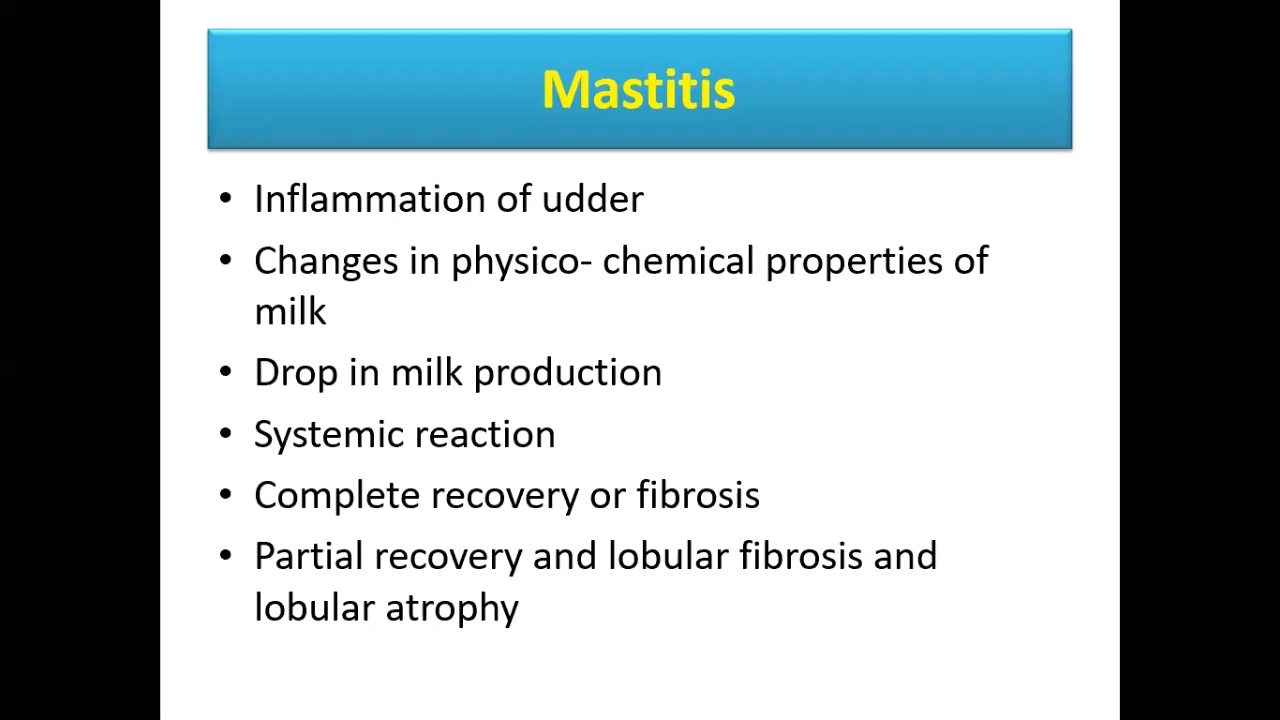 Mastitis
• Inflammation of udder
• Changes in physico- chemical properties of
milk
• Drop in milk production
• Systemic reaction
• Complete recovery or fibrosis
• Partial recovery and lobular fibrosis and
lobular atrophy